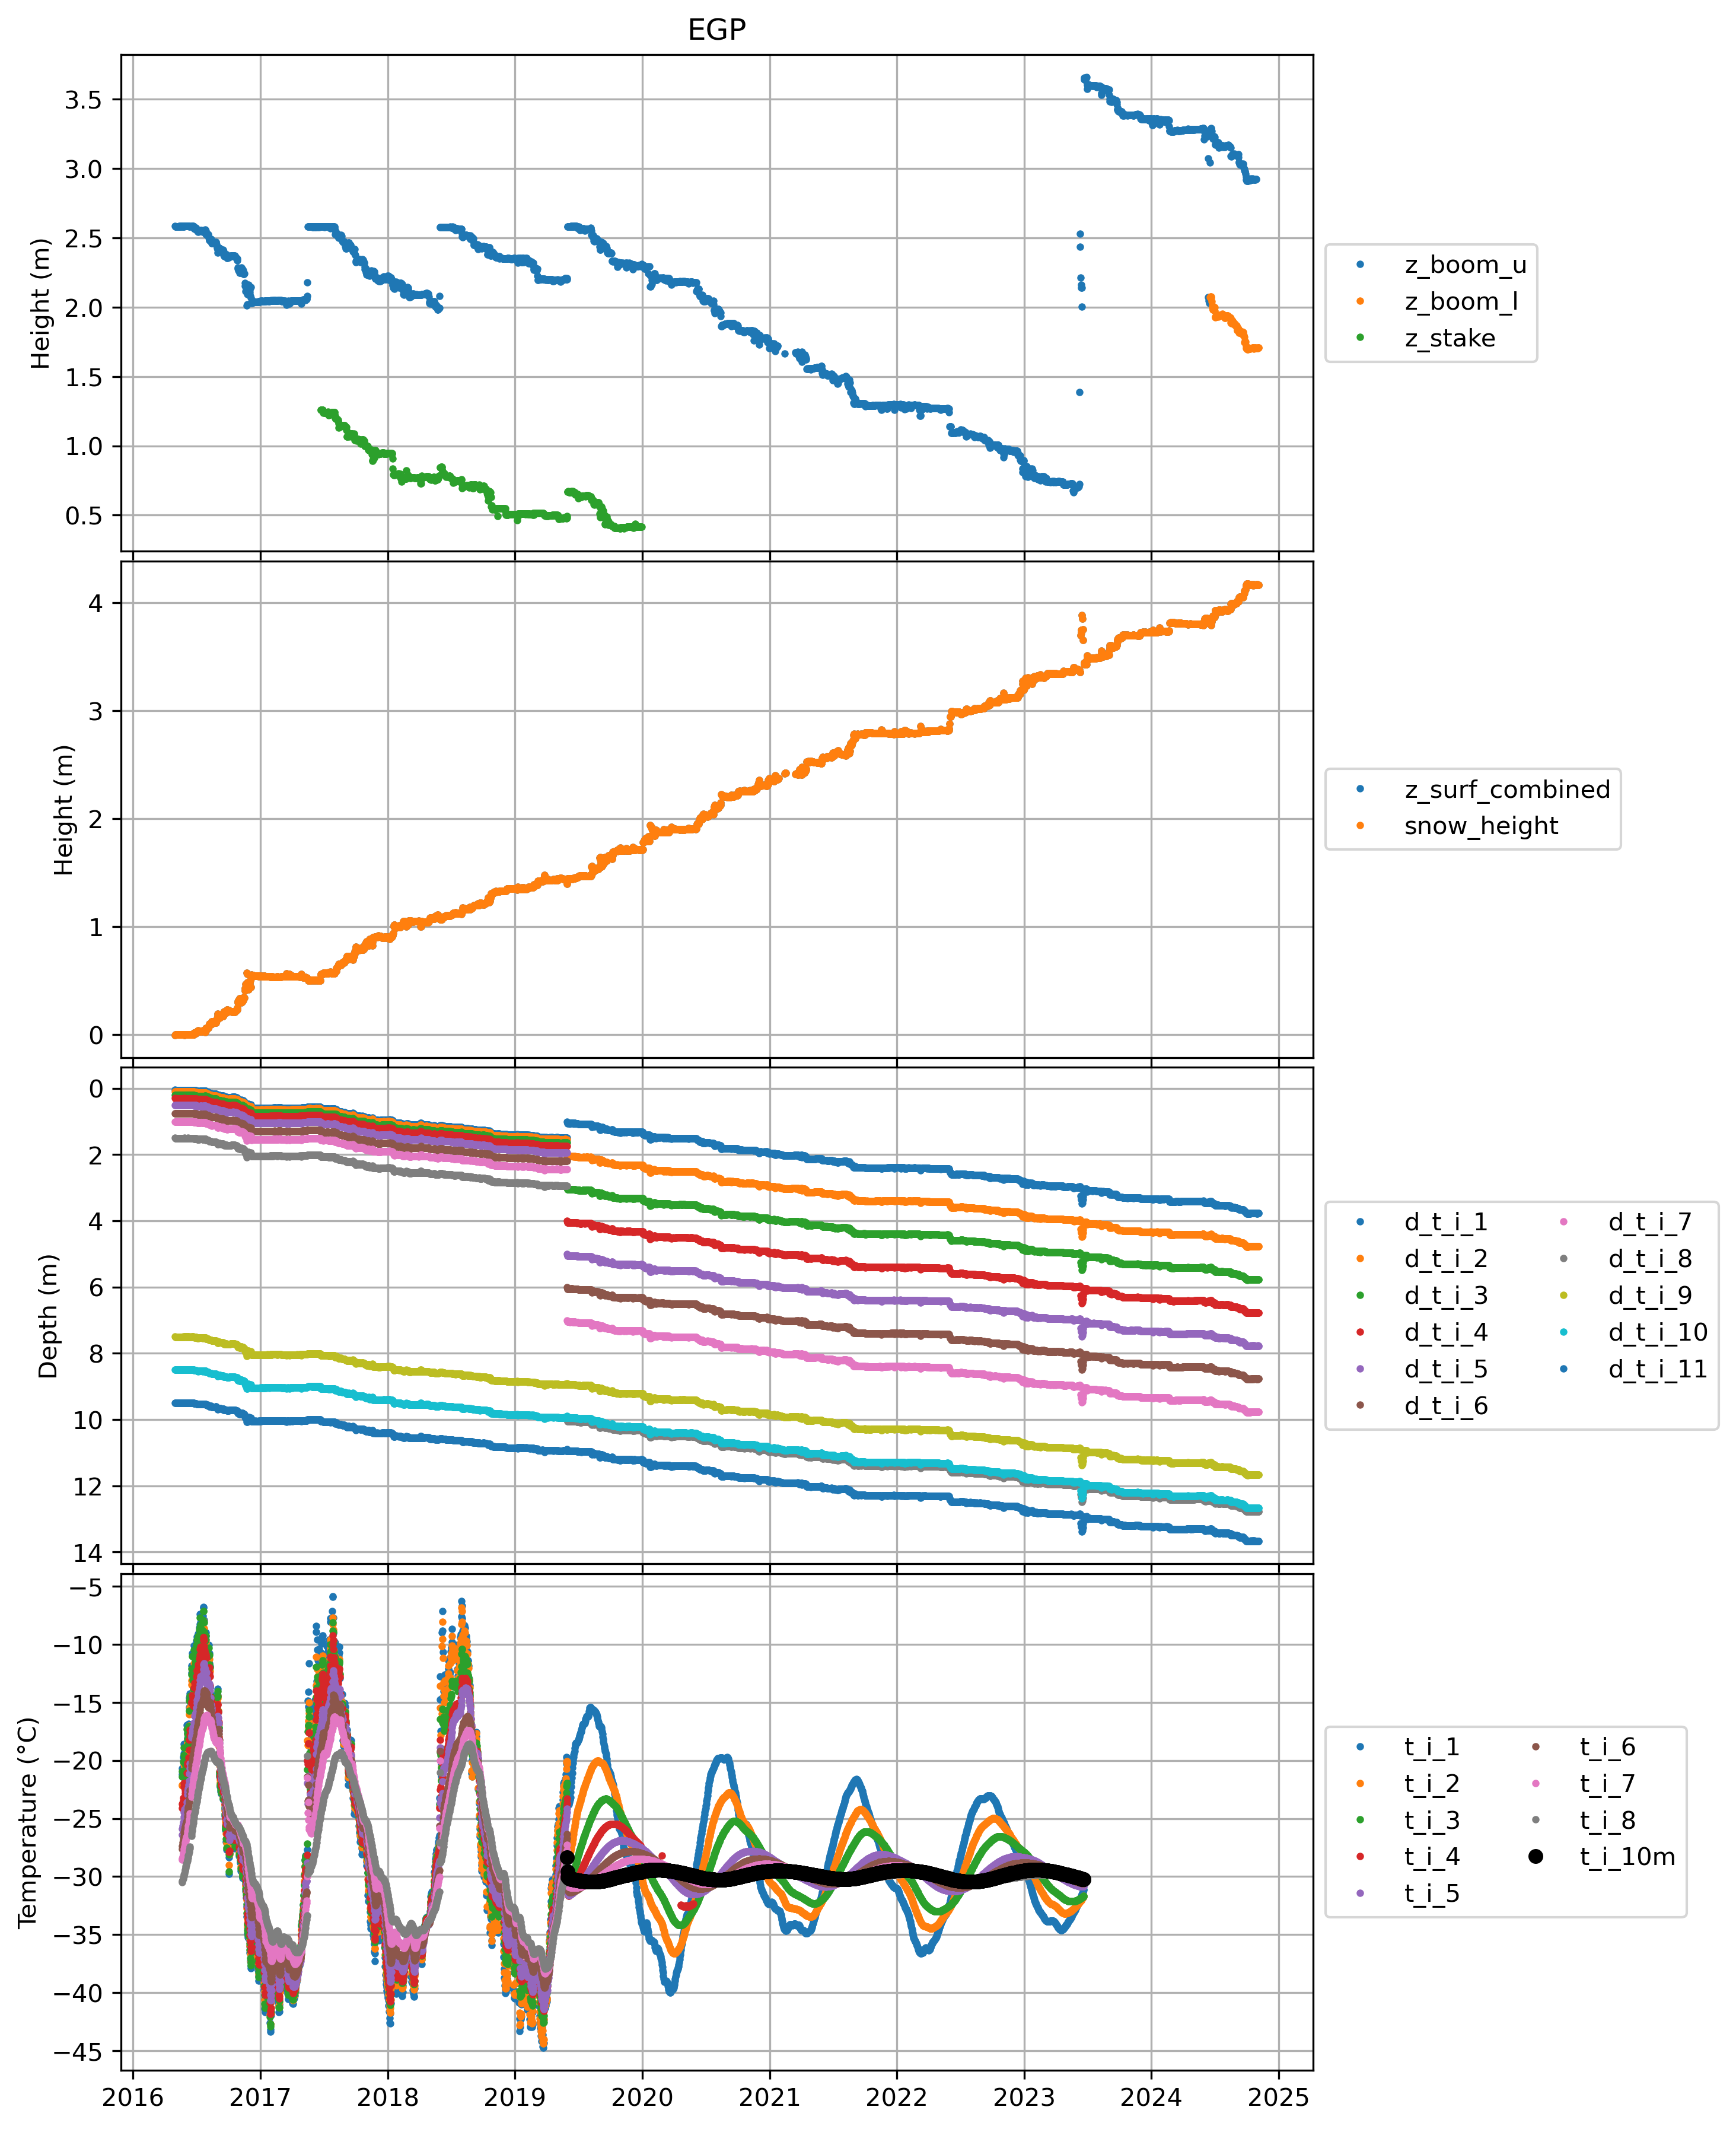 EGP
Height (m)
3.5
3.0
2.5
2.0
1.5
1.0
0.5
z_boom_u
z_boom_l
z_stake
Height (m)
4
3
2
1
0
z_surf_combined
snow_height
Depth (m)
0
2
4
6
8
10
12
14
d_t_i_1
d_t_i_2
d_t_i_3
d_t_i_4
d_t_i_5
d_t_i_6
d_t_i_7
d_t_i_8
d_t_i_9
d_t_i_10
d_t_i_11
Temperature (°C)
−5
−10
−15
−20
−25
−30
−35
−40
−45
t_i_1
t_i_2
t_i_3
t_i_4
t_i_5
t_i_6
t_i_7
t_i_8
t_i_10m
2016 2017 2018 2019 2020 2021 2022 2023 2024 2025